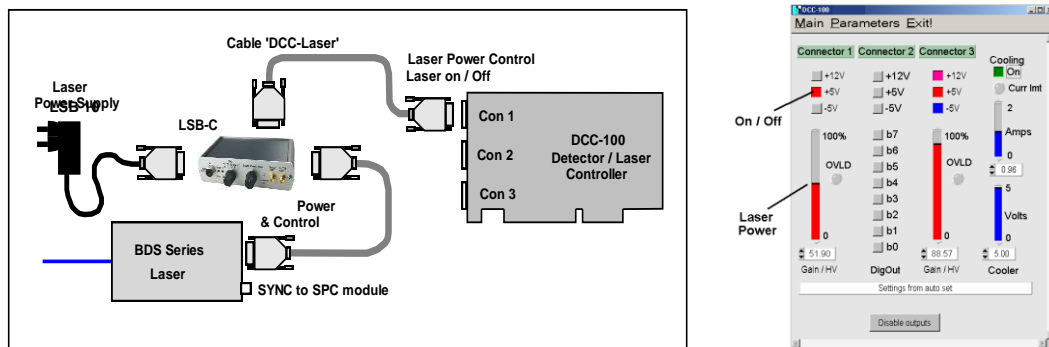 Cable 'DCC-Laser'
Laser Power Control
Laser on / Off
Laser
Power Supply
LSB-10
LSB-C
Con 1
Con 2
Con 3
DCC-100
Detector / Laser
Controller
Power
& Control
BDS Series
Laser
SYNC to SPC module
DCC-100
Main Parameters Exit!
Connector 1 Connector 2 Connector 3
Cooling
On
Curr lmt
+12V +12V +12V
+5V +5V +5V
-5V -5V -5V
On / Off
2
Amps
0
0.96
100% b7 100%
b6
OVLD b5 OVLD
b4
b3
b2
b1
0 b0 0
5
Volts
0
Laser
Power
51.90 88.57 5.00
Gain / HV DigOut Gain / HV Cooler
Settings from auto set
Disable outputs